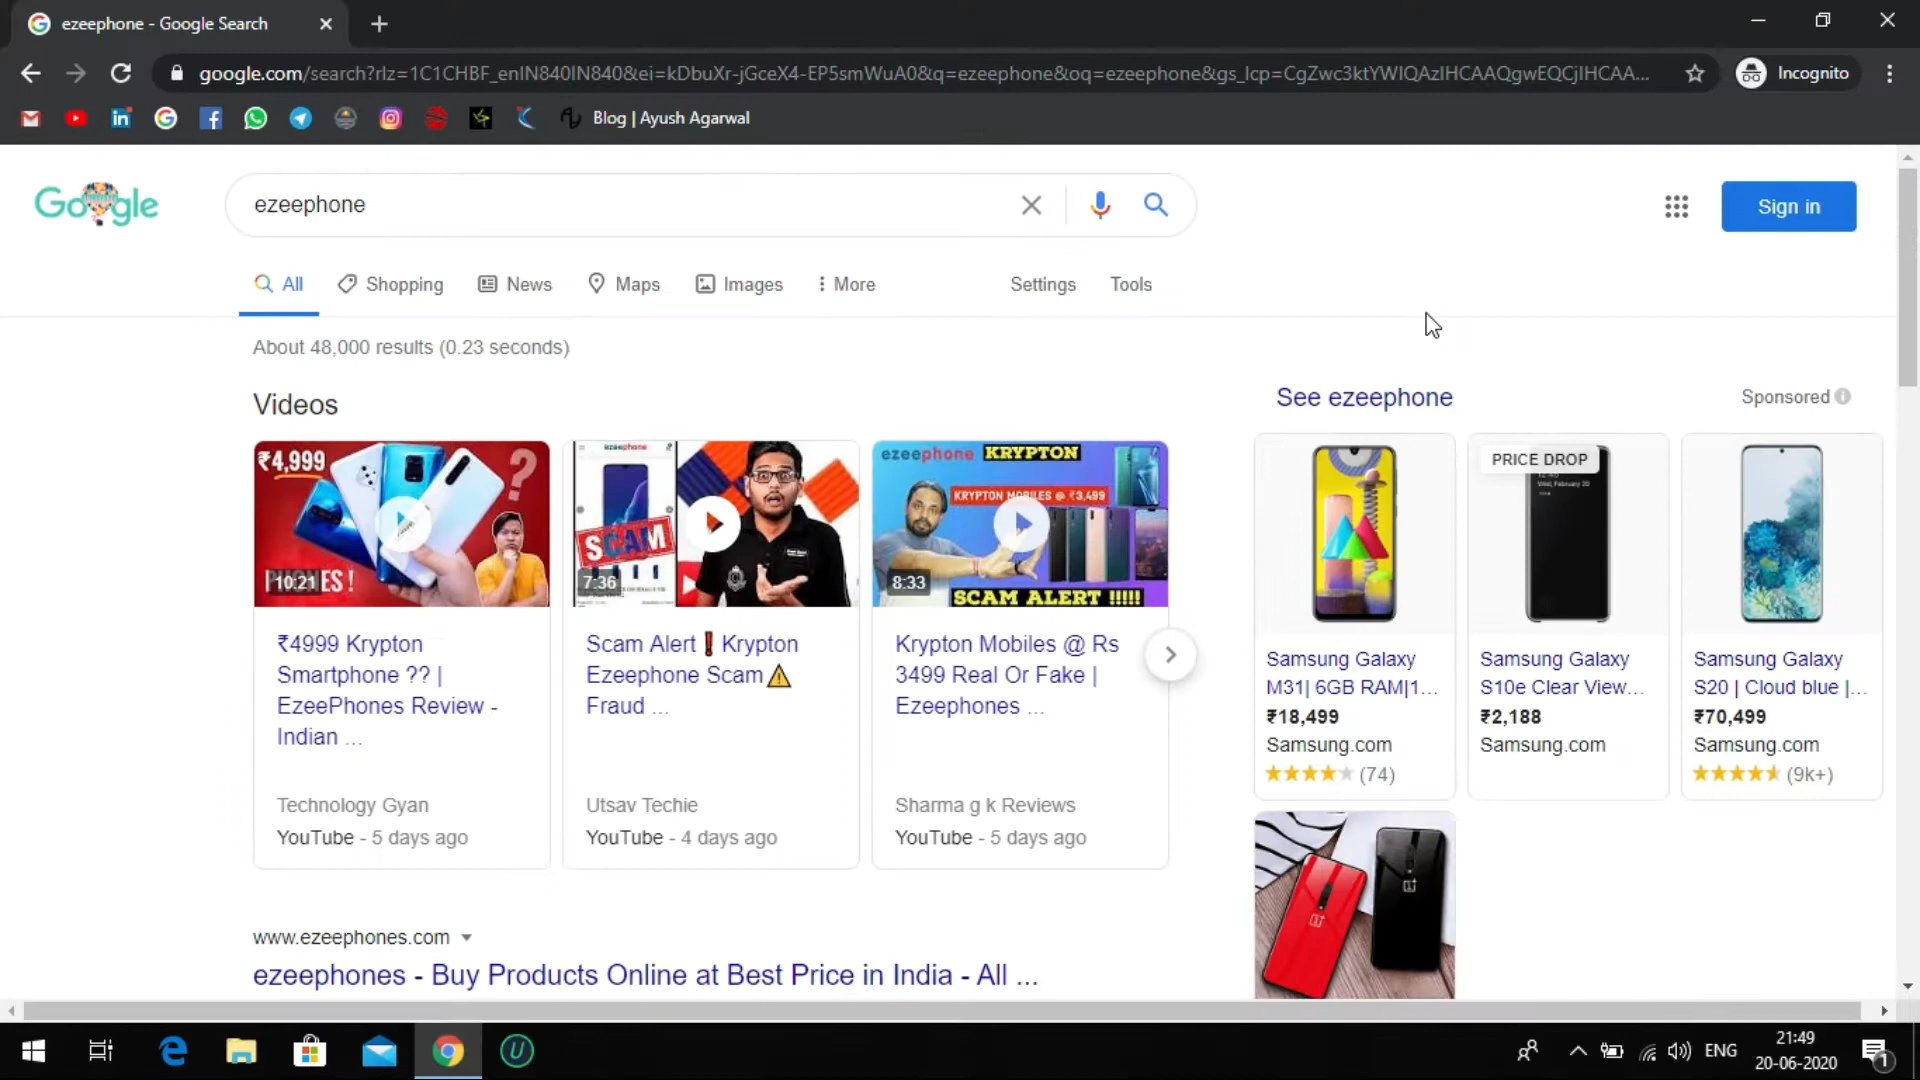 ezeephone - Google Search
google.com/search?rlz=1C1CHBF_enIN840IN840&ei=kDbuXr-jGceX4-EP5smWuA0&q=ezeephone&oq=ezeephone&gs_lcp=CgZwc3ktYWIQAzIHCAAQgwEQCjIHCAA...
Incognito
Blog | Ayush Agarwal
Google
ezeephone
Sign in
All
Shopping
News
Maps
Images
More
Settings
Tools
About 48,000 results (0.23 seconds)
Videos
₹4,999
10:21
ES !
₹4999 Krypton
Smartphone ?? |
EzeePhones Review -
Indian ...
Technology Gyan
YouTube - 5 days ago
ezeephone
SCAM
7:36
Scam Alert❗Krypton
Ezeephone Scam⚠
Fraud ...
Utsav Techie
YouTube - 4 days ago
ezeephone KRYPTON
KRYPTON MOBILES @ ₹3,499
8:33
SCAM ALERT !!!!!
Krypton Mobiles @ Rs
3499 Real Or Fake |
Ezeephones ...
Sharma g k Reviews
YouTube - 5 days ago
See ezeephone
Sponsored
Samsung Galaxy
M31| 6GB RAM|1...
₹18,499
Samsung.com
(74)
PRICE DROP
Wed, February 20
Samsung Galaxy
S10e Clear View...
₹2,188
Samsung.com
Samsung Galaxy
S20 | Cloud blue |...
₹70,499
Samsung.com
(9k+)
www.ezeephones.com
ezeephones - Buy Products Online at Best Price in India - All ...
ENG
21:49
20-06-2020
1